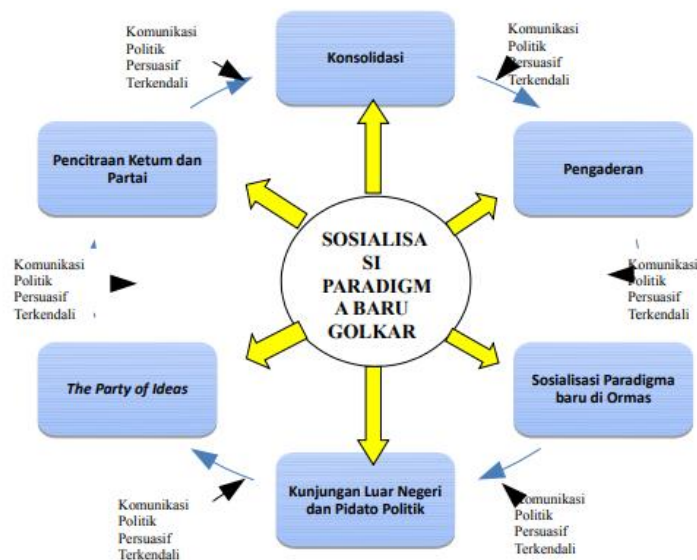 Komunikasi
Politik
Persuasif
Terkendali
Konsolidasi
Komunikasi
Politik
Persuasif
Terkendali
Pencitraan Ketum dan
Partai
Pengaderan
SOSIALISA
SI
PARADIGM
A BARU
GOLKAR
Komunikasi
Politik
Persuasif
Terkendali
Komunikasi
Politik
Persuasif
Terkendali
The Party of Ideas
Sosialisasi Paradigma
baru di Ormas
Kunjungan Luar Negeri
dan Pidato Politik
Komunikasi
Politik
Persuasif
Terkendali
Komunikasi
Politik
Persuasif
Terkendali